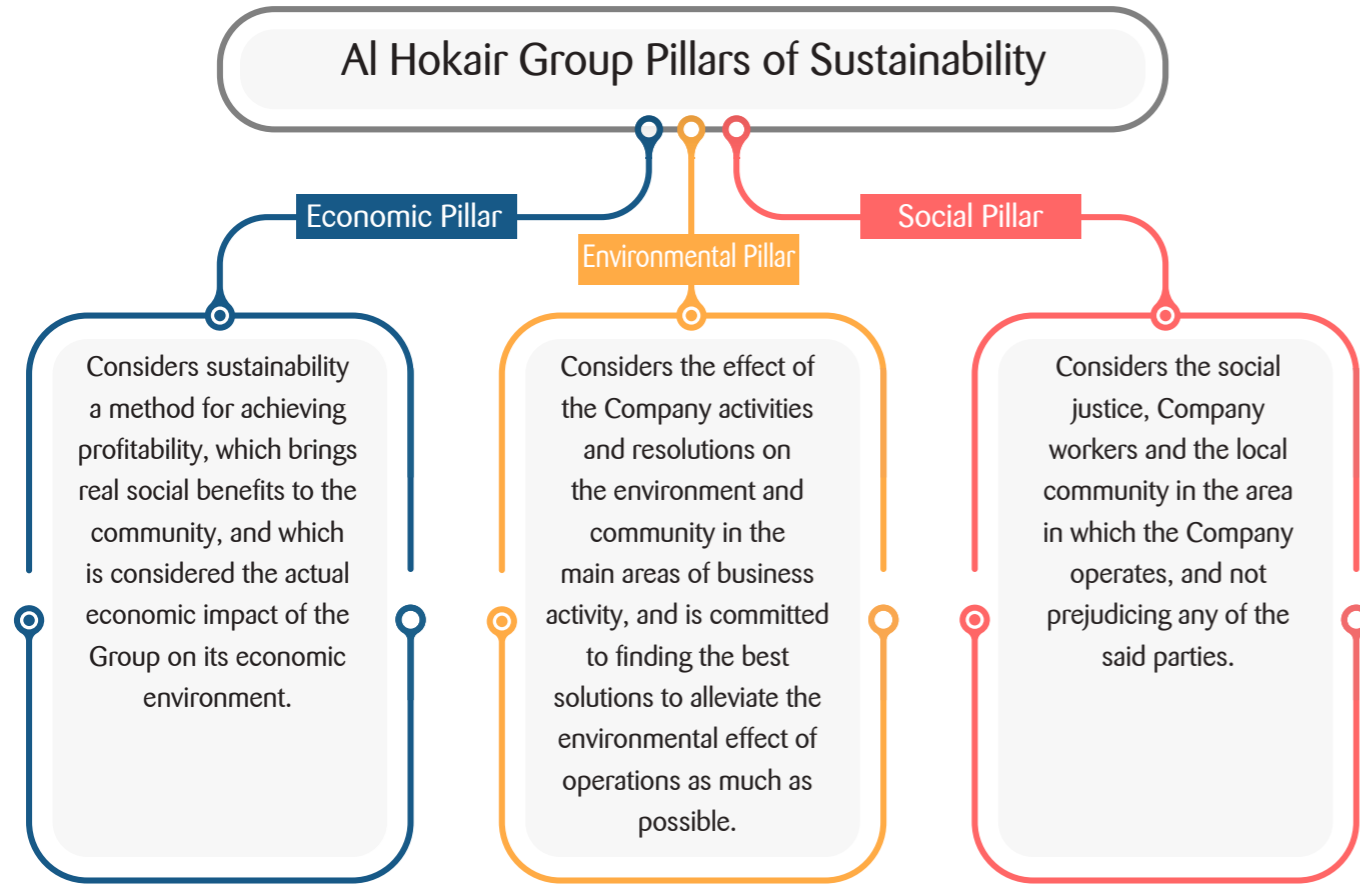 Al Hokair Group Pillars of Sustainability
Economic Pillar
Environmental Pillar
Social Pillar
Considers sustainability
a method for achieving
profitability, which brings
real social benefits to the
community, and which
is considered the actual
economic impact of the
Group on its economic
environment.
Considers the effect of
the Company activities
and resolutions on
the environment and
community in the
main areas of business
activity, and is committed
to finding the best
solutions to alleviate the
environmental effect of
operations as much as
possible.
Considers the social
justice, Company
workers and the local
community in the area
in which the Company
operates, and not
prejudicing any of the
said parties.